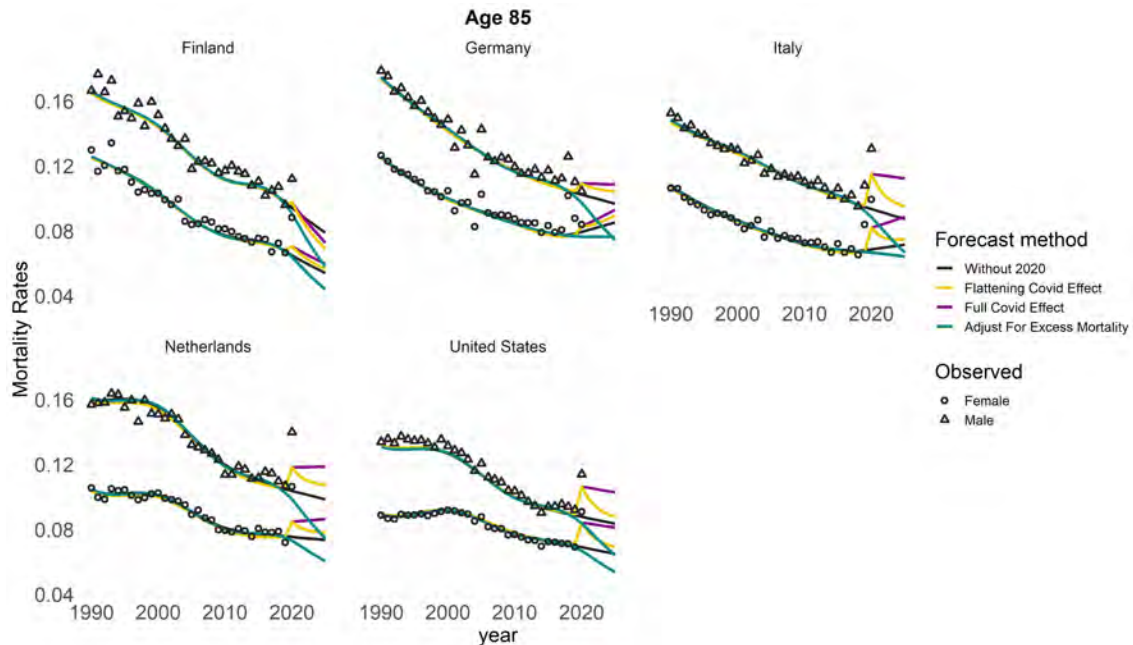 Age 85
Finland
Germany
Italy
0.16
0.12
0.08
0.04
1990 2000 2010 2020
Forecast method
Without 2020
Flattening Covid Effect
Full Covid Effect
Adjust For Excess Mortality
Observed
Female
Male
Mortality Rates
Netherlands
United States
0.16
0.12
0.08
0.04
1990 2000 2010 2020
1990 2000 2010 2020
year